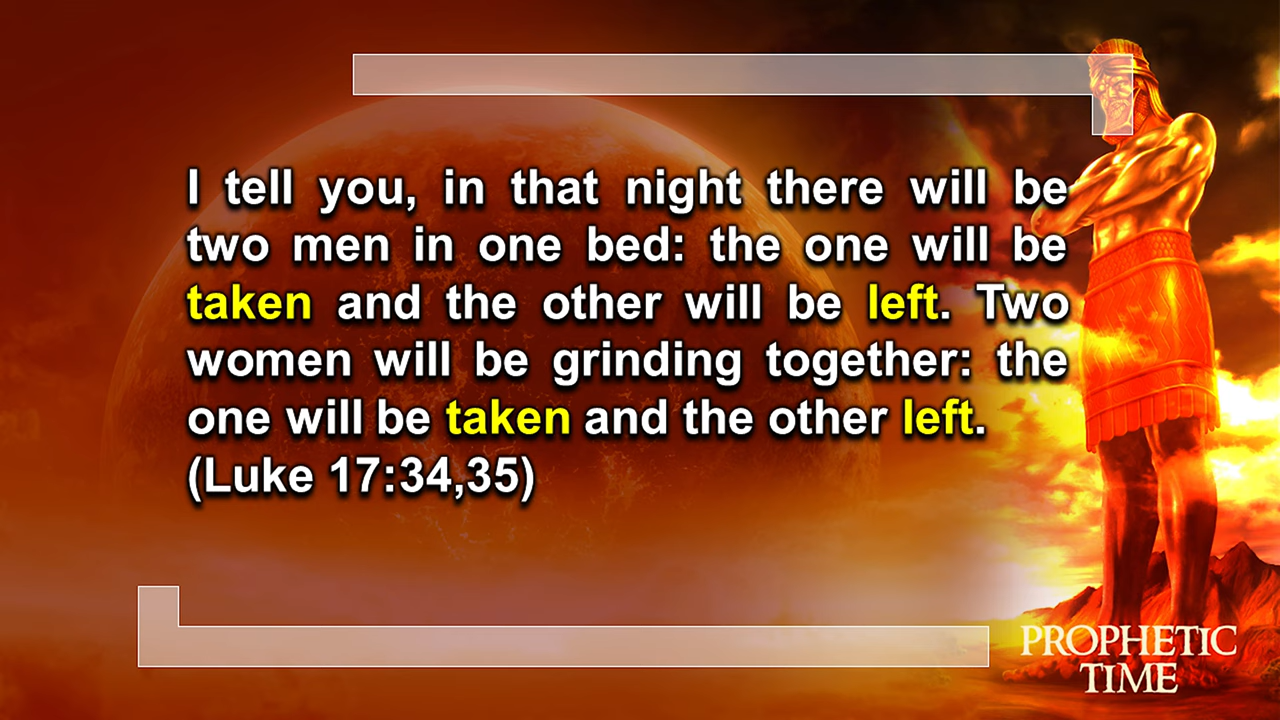 I tell you, in that night there will be
two men in one bed: the one will be
taken and the other will be left. Two
women will be grinding together: the
one will be taken and the other left.
(Luke 17:34,35)
PROPHETIC
TIME